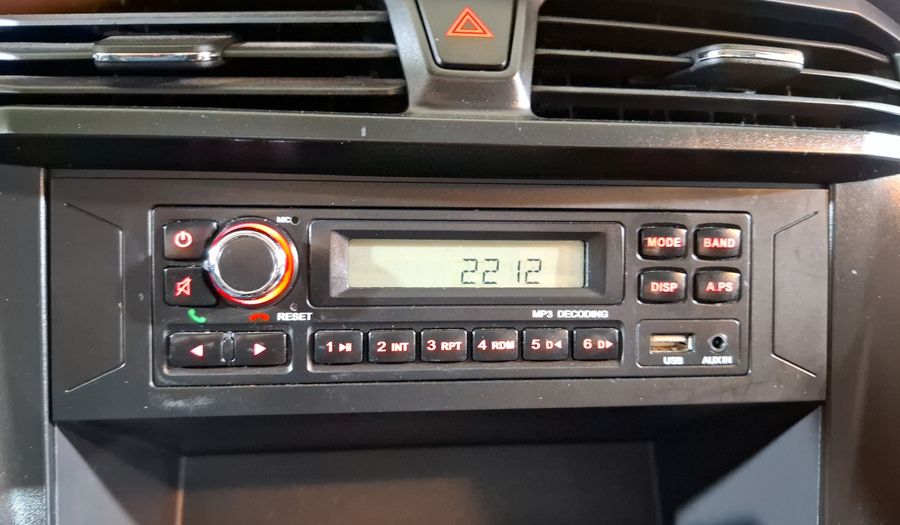 MIC
2212
MODE
BAND
DISP
A.PS
RESET
MP3 DECODING
1
2 INT
3 RPT
4 RDM
5 D
6 D
USB
AUXIN